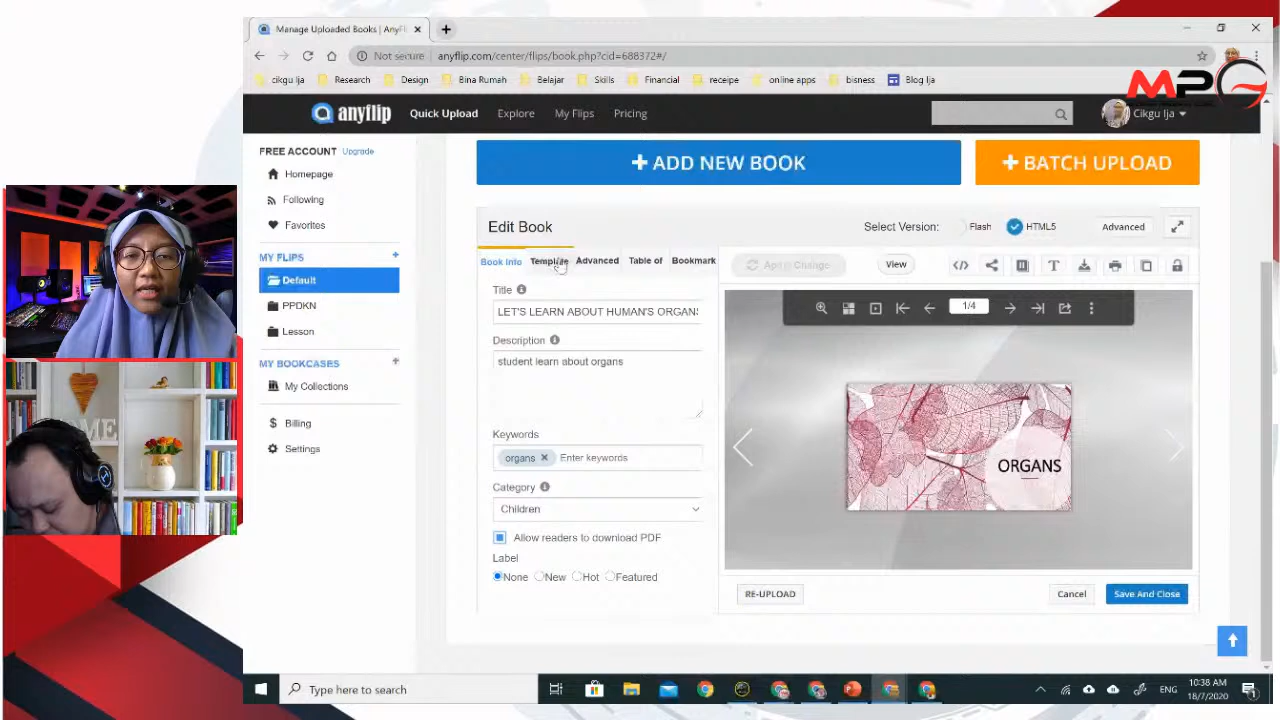 Manage Uploaded Books | AnyFl
Not secure anyflip.com/center/flips/book.php?cid=688372#/
cikgu Ija Research Design Bina Rumah Belajar Skills Financial receipe online apps bisness Blog Ija
MPG
anyflip Quick Upload Explore My Flips Pricing Cikgu Ija
FREE ACCOUNT Upgrade
Homepage
Following
Favorites
MY FLIPS +
Default
PPDKN
Lesson
MY BOOKCASES +
My Collections
Billing
Settings
+ ADD NEW BOOK + BATCH UPLOAD
Edit Book Select Version: Flash HTML5 Advanced
Book Info Template Advanced Table of Bookmark
Apply Change View
Title
LET'S LEARN ABOUT HUMAN'S ORGANS
Description
student learn about organs
Keywords
organs × Enter keywords
Category
Children
Allow readers to download PDF
Label
None New Hot Featured
1/4
ORGANS
RE-UPLOAD Cancel Save And Close
HOME
Type here to search
ENG
10:38 AM
18/7/2020